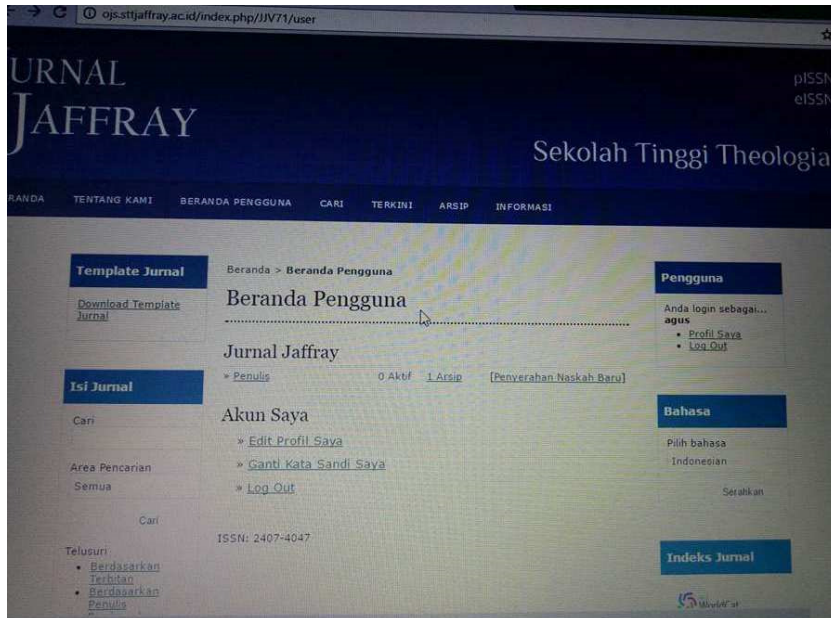 ojs.sttjaffray.ac.id/index.php/JJV71/user
URNAL
JAFFRAY
pISSN
eISSN
Sekolah Tinggi Theologia
RANDA TENTANG KAMI BERANDA PENGGUNA CARI TERKINI ARSIP INFORMASI
Template Jurnal
Download Template
Jurnal
Isi Jurnal
Cari
Area Pencarian
Semua
Cari
Telusuri
Berdasarkan
Terbitan
Berdasarkan
Penulis
Beranda > Beranda Pengguna
Beranda Pengguna
Jurnal Jaffray
» Penulis 0 Aktif 1 Arsip [Penyerahan Naskah Baru]
Akun Saya
» Edit Profil Saya
» Ganti Kata Sandi Saya
» Log Out
ISSN: 2407-4047
Pengguna
Anda login sebagai...
agus
Profil Saya
Log Out
Bahasa
Pilih bahasa
Indonesian
Serahkan
Indeks Jurnal
WorldCat